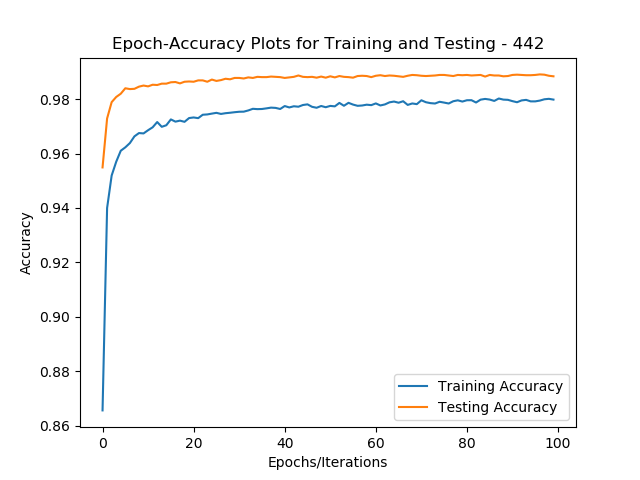 Epoch-Accuracy Plots for Training and Testing - 442
Accuracy
0.98
0.96
0.94
0.92
0.90
0.88
0.86
Training Accuracy
Testing Accuracy
0 20 40 60 80 100
Epochs/Iterations